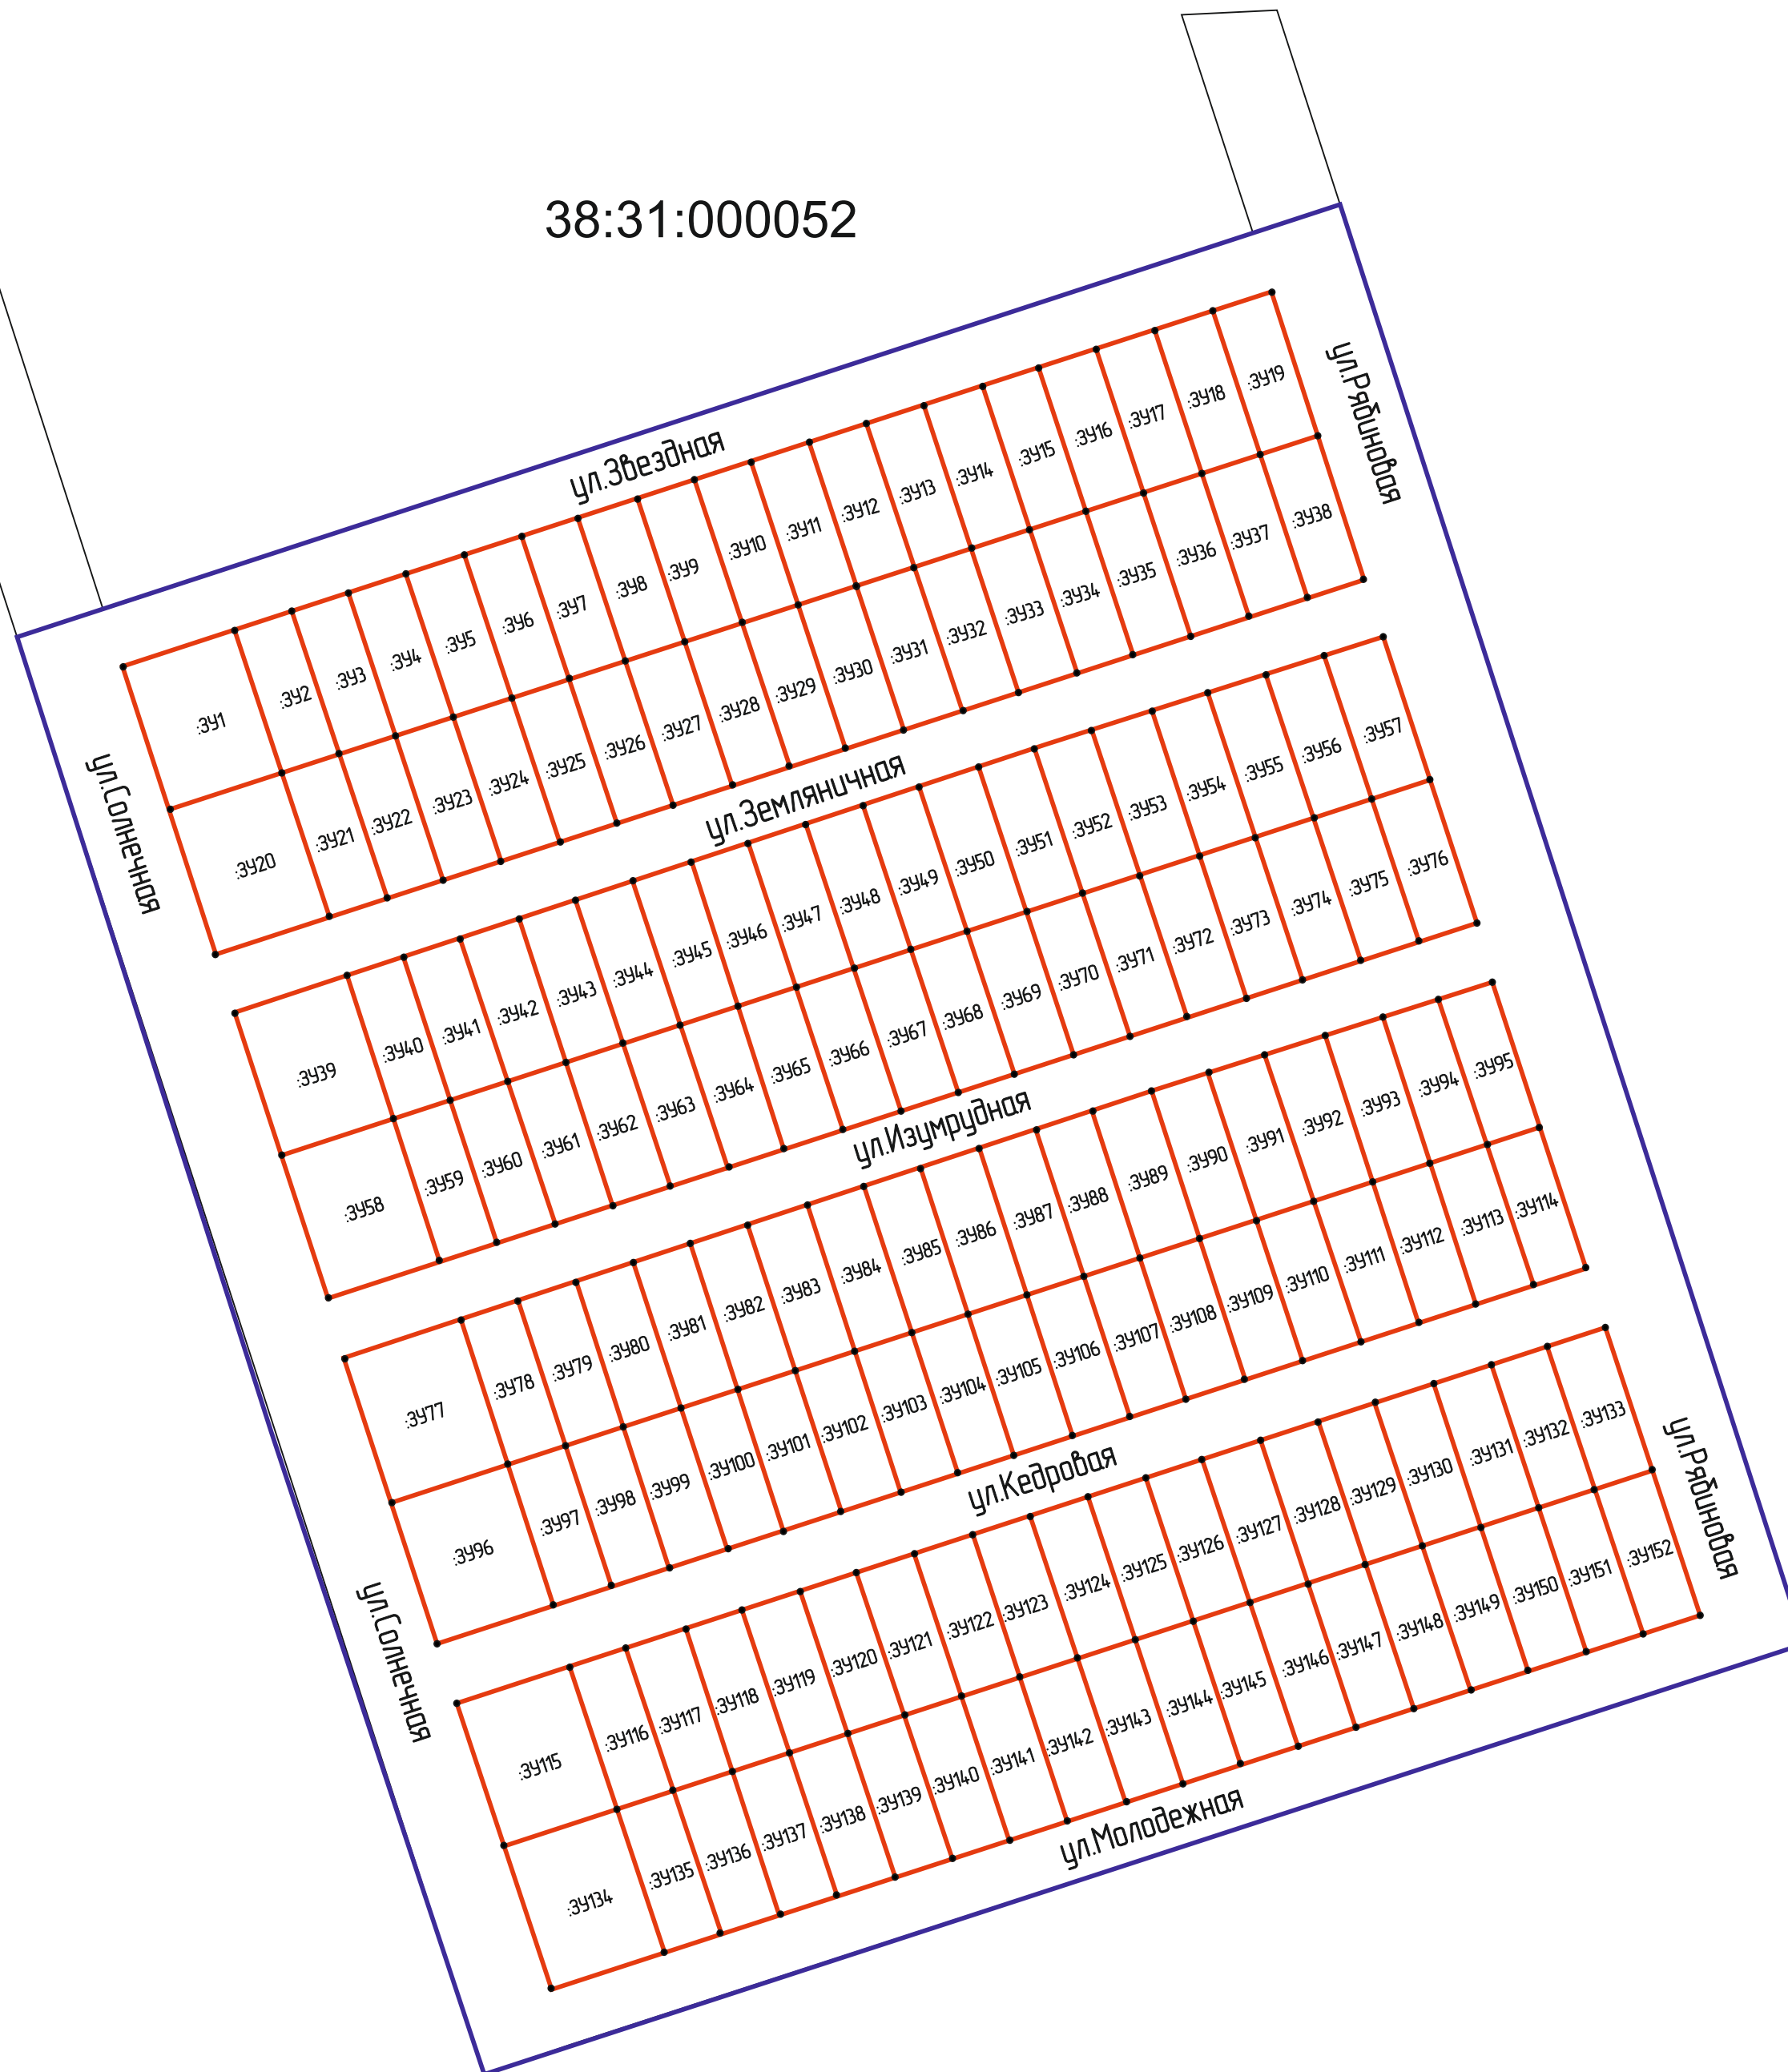 38:31:000052
ул.Звездная
ул.Рябиновая
:ЗУ1
:ЗУ2
:ЗУ3
:ЗУ4
:ЗУ5
:ЗУ6
:ЗУ7
:ЗУ8
:ЗУ9
:ЗУ10
:ЗУ11
:ЗУ12
:ЗУ13
:ЗУ14
:ЗУ15
:ЗУ16
:ЗУ17
:ЗУ18
:ЗУ19
ул.Солнечная
:ЗУ20
:ЗУ21
:ЗУ22
:ЗУ23
:ЗУ24
:ЗУ25
:ЗУ26
:ЗУ27
:ЗУ28
:ЗУ29
:ЗУ30
:ЗУ31
:ЗУ32
:ЗУ33
:ЗУ34
:ЗУ35
:ЗУ36
:ЗУ37
:ЗУ38
ул.Земляничная
:ЗУ39
:ЗУ40
:ЗУ41
:ЗУ42
:ЗУ43
:ЗУ44
:ЗУ45
:ЗУ46
:ЗУ47
:ЗУ48
:ЗУ49
:ЗУ50
:ЗУ51
:ЗУ52
:ЗУ53
:ЗУ54
:ЗУ55
:ЗУ56
:ЗУ57
:ЗУ58
:ЗУ59
:ЗУ60
:ЗУ61
:ЗУ62
:ЗУ63
:ЗУ64
:ЗУ65
:ЗУ66
:ЗУ67
:ЗУ68
:ЗУ69
:ЗУ70
:ЗУ71
:ЗУ72
:ЗУ73
:ЗУ74
:ЗУ75
:ЗУ76
ул.Изумрудная
:ЗУ77
:ЗУ78
:ЗУ79
:ЗУ80
:ЗУ81
:ЗУ82
:ЗУ83
:ЗУ84
:ЗУ85
:ЗУ86
:ЗУ87
:ЗУ88
:ЗУ89
:ЗУ90
:ЗУ91
:ЗУ92
:ЗУ93
:ЗУ94
:ЗУ95
:ЗУ96
:ЗУ97
:ЗУ98
:ЗУ99
:ЗУ100
:ЗУ101
:ЗУ102
:ЗУ103
:ЗУ104
:ЗУ105
:ЗУ106
:ЗУ107
:ЗУ108
:ЗУ109
:ЗУ110
:ЗУ111
:ЗУ112
:ЗУ113
:ЗУ114
ул.Кедровая
ул.Солнечная
ул.Рябиновая
:ЗУ115
:ЗУ116
:ЗУ117
:ЗУ118
:ЗУ119
:ЗУ120
:ЗУ121
:ЗУ122
:ЗУ123
:ЗУ124
:ЗУ125
:ЗУ126
:ЗУ127
:ЗУ128
:ЗУ129
:ЗУ130
:ЗУ131
:ЗУ132
:ЗУ133
:ЗУ134
:ЗУ135
:ЗУ136
:ЗУ137
:ЗУ138
:ЗУ139
:ЗУ140
:ЗУ141
:ЗУ142
:ЗУ143
:ЗУ144
:ЗУ145
:ЗУ146
:ЗУ147
:ЗУ148
:ЗУ149
:ЗУ150
:ЗУ151
:ЗУ152
ул.Молодежная